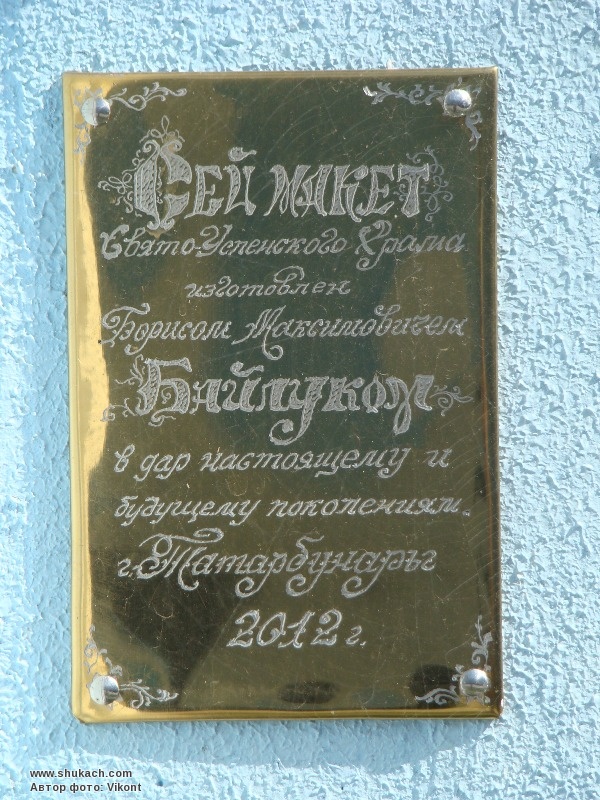 Сей макет
Свято-Успенского Храма
изготовлен
Борисом Максимовичем
Байлуком
в дар настоящему и
будущему поколениям.
г. Татарбунары
2012 г.
www.shukach.com
Автор фото: Vikont